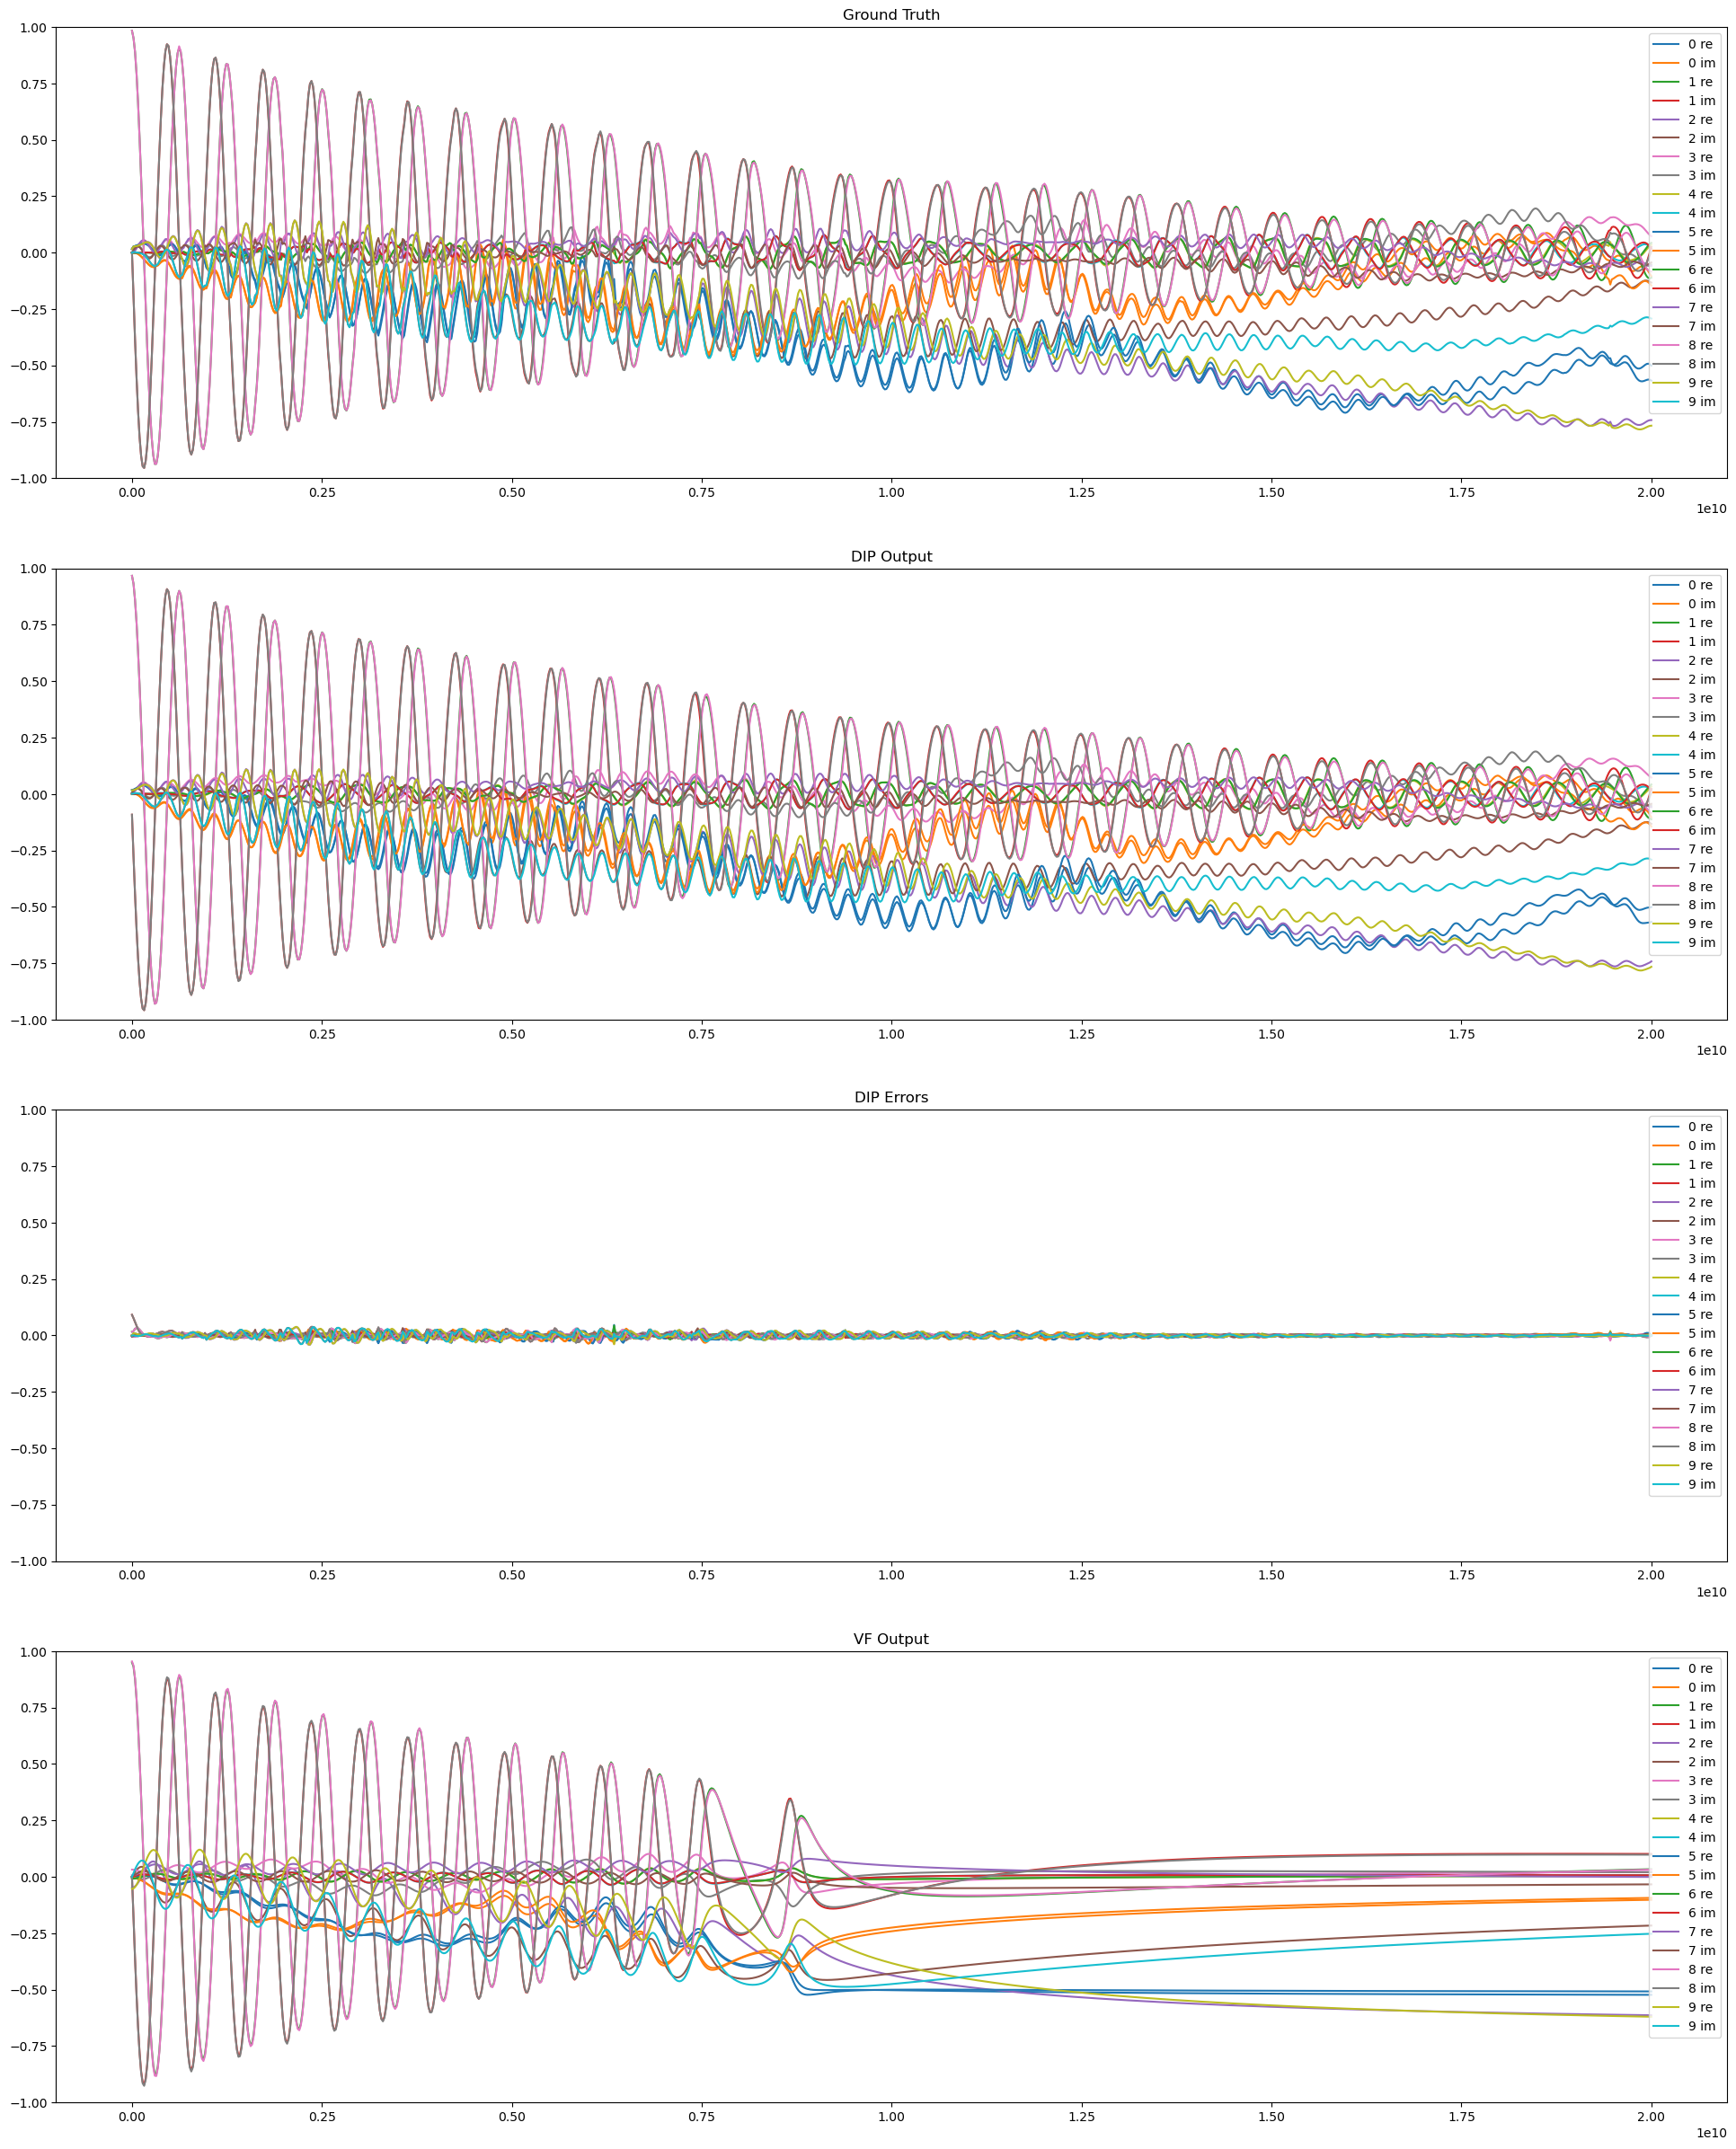 Ground Truth
1.00
0.75
0.50
0.25
0.00
−0.25
−0.50
−0.75
−1.00
0 re
0 im
1 re
1 im
2 re
2 im
3 re
3 im
4 re
4 im
5 re
5 im
6 re
6 im
7 re
7 im
8 re
8 im
9 re
9 im
0.00 0.25 0.50 0.75 1.00 1.25 1.50 1.75 2.00
1e10
DIP Output
1.00
0.75
0.50
0.25
0.00
−0.25
−0.50
−0.75
−1.00
0 re
0 im
1 re
1 im
2 re
2 im
3 re
3 im
4 re
4 im
5 re
5 im
6 re
6 im
7 re
7 im
8 re
8 im
9 re
9 im
0.00 0.25 0.50 0.75 1.00 1.25 1.50 1.75 2.00
1e10
DIP Errors
1.00
0.75
0.50
0.25
0.00
−0.25
−0.50
−0.75
−1.00
0 re
0 im
1 re
1 im
2 re
2 im
3 re
3 im
4 re
4 im
5 re
5 im
6 re
6 im
7 re
7 im
8 re
8 im
9 re
9 im
0.00 0.25 0.50 0.75 1.00 1.25 1.50 1.75 2.00
1e10
VF Output
1.00
0.75
0.50
0.25
0.00
−0.25
−0.50
−0.75
−1.00
0 re
0 im
1 re
1 im
2 re
2 im
3 re
3 im
4 re
4 im
5 re
5 im
6 re
6 im
7 re
7 im
8 re
8 im
9 re
9 im
0.00 0.25 0.50 0.75 1.00 1.25 1.50 1.75 2.00
1e10